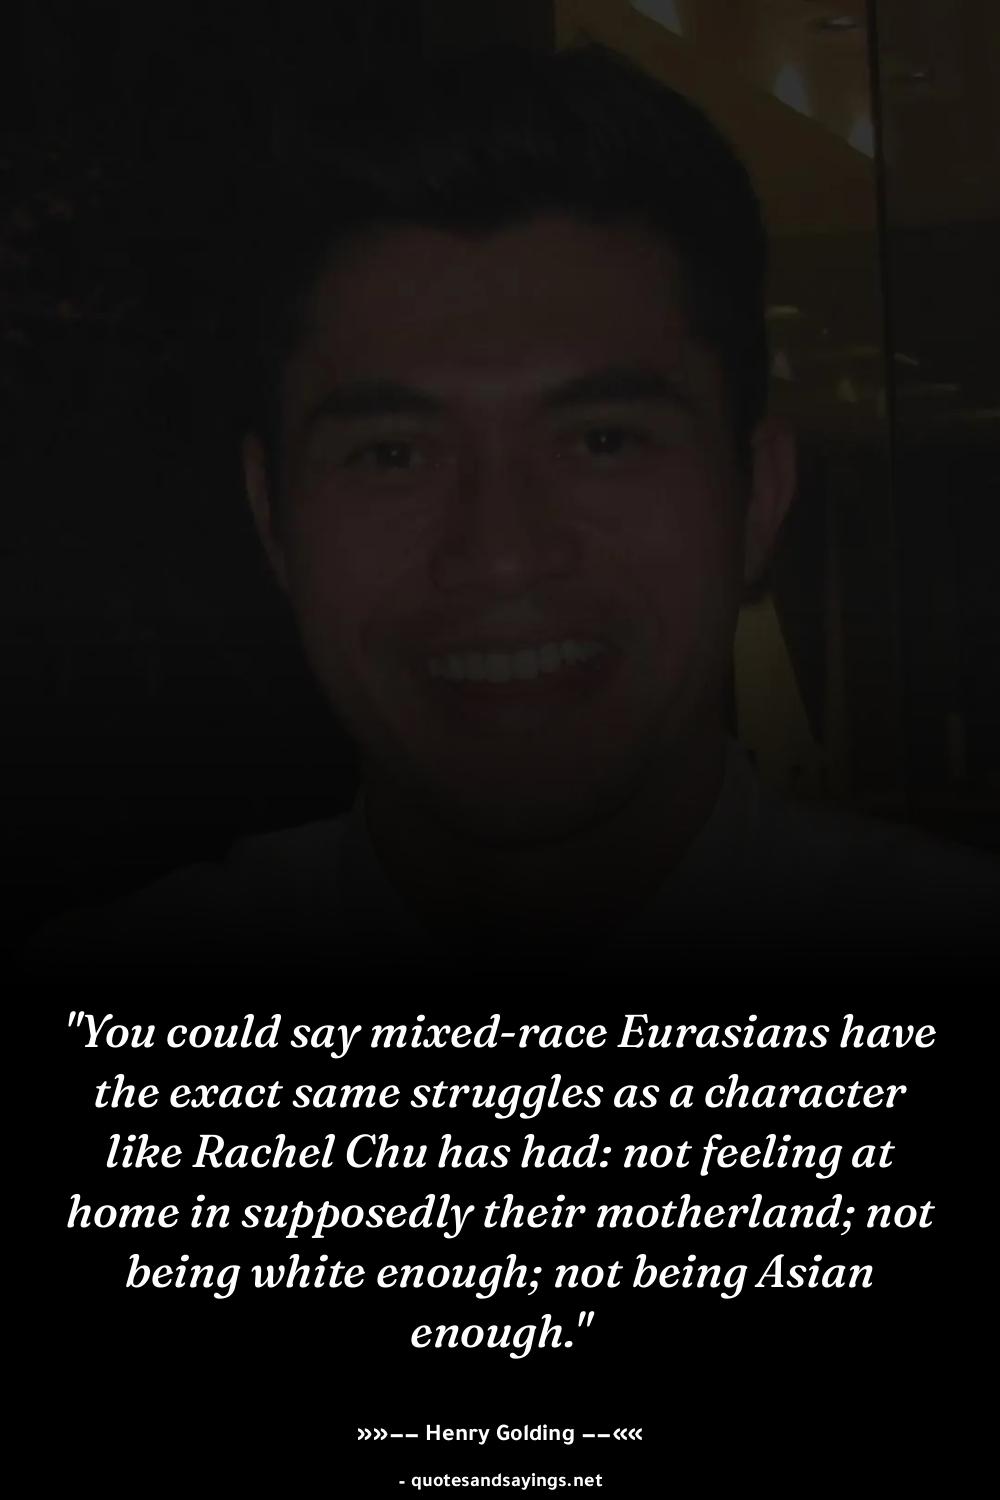 "You could say mixed-race Eurasians have
the exact same struggles as a character
like Rachel Chu has had: not feeling at
home in supposedly their motherland; not
being white enough; not being Asian
enough."
»»–– Henry Golding ––««
- quotesandsayings.net